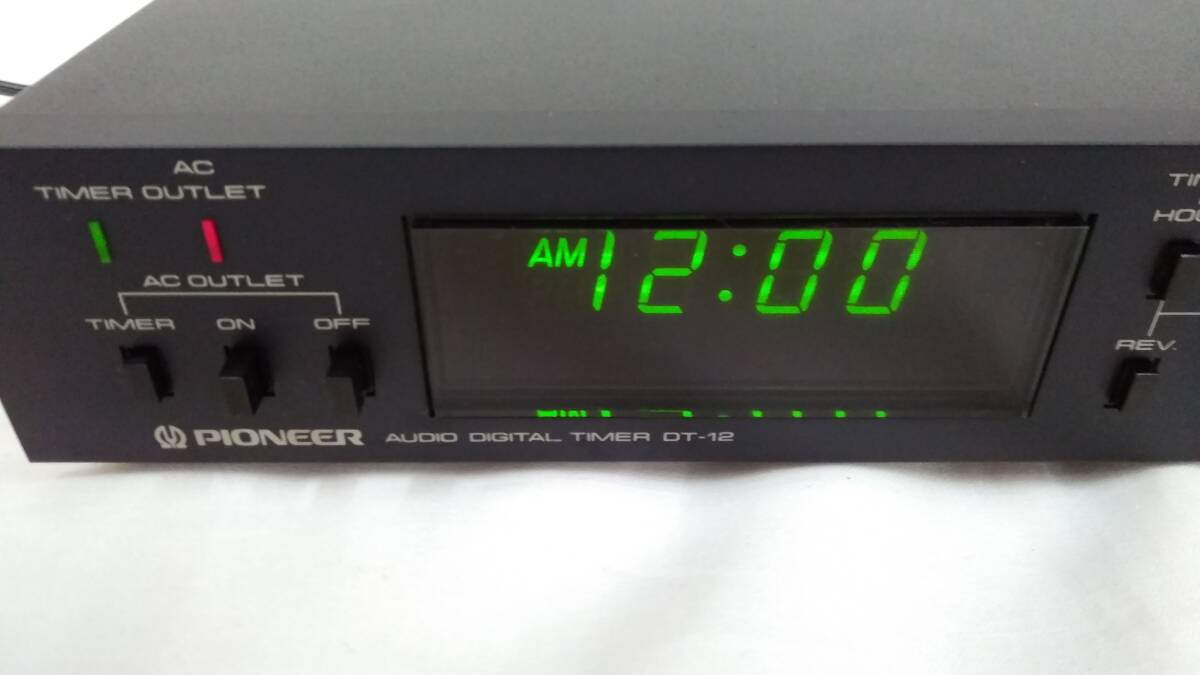 AC
TIMER OUTLET
AC OUTLET
TIMER ON OFF
AM 12:00
REV.
PIONEER AUDIO DIGITAL TIMER DT-12